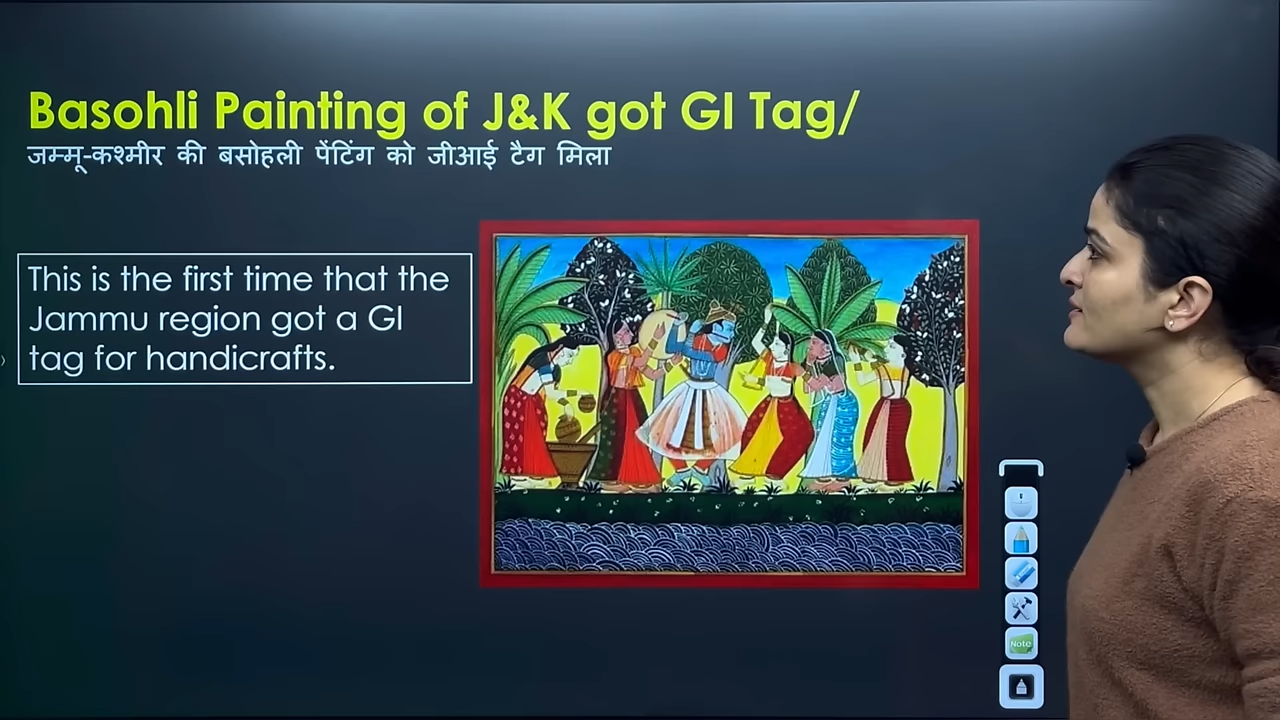 Basohli Painting of J&K got GI Tag/
जम्मू-कश्मीर की बसोहली पेंटिंग को जीआई टैग मिला
This is the first time that the
Jammu region got a GI
tag for handicrafts.
Note